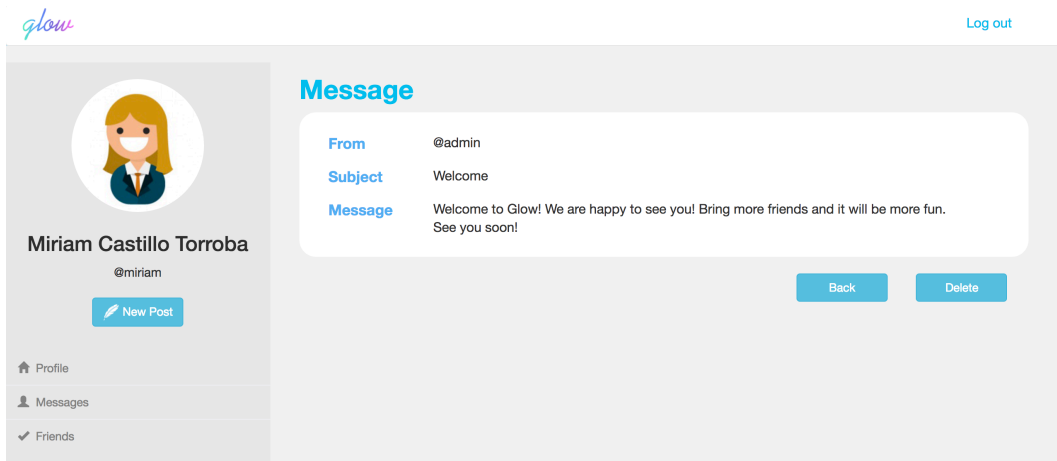 glow
Log out
Miriam Castillo Torroba
@miriam
New Post
Profile
Messages
Friends
Message
From @admin
Subject Welcome
Message Welcome to Glow! We are happy to see you! Bring more friends and it will be more fun.
See you soon!
Back Delete